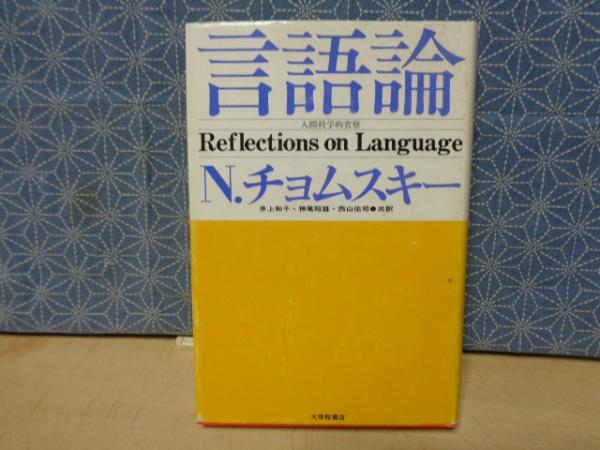 言語論
人間科学的省察
Reflections on Language
N.チョムスキー
井上和子・神尾昭雄・西山佑司●共訳
大修館書店